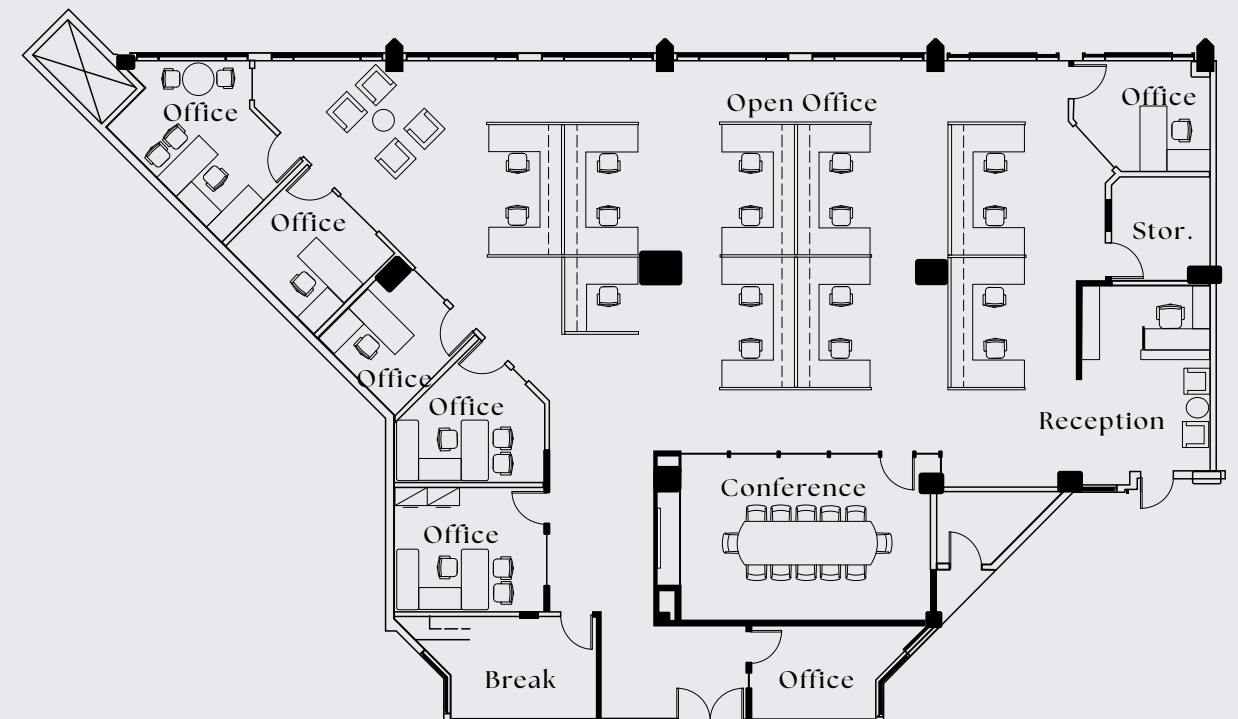 Office
Open Office
Office
Office
Stor.
Office
Office
Reception
Conference
Office
Break
Office